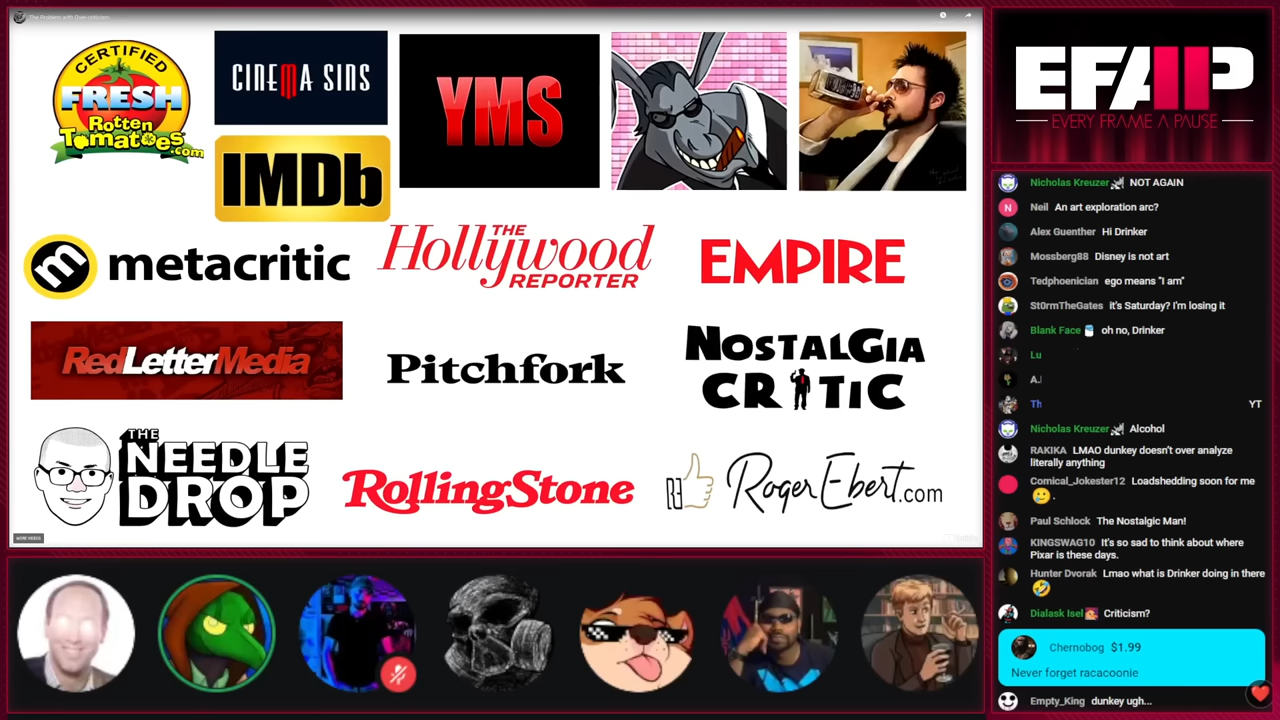 The Problem with Over-criticism
CERTIFIED
FRESH
Rotten
Tomatoes
.com
CINEMA SINS
IMDb
YMS
metacritic
THE
Hollywood
REPORTER
EMPIRE
RedLetterMedia
Pitchfork
NOSTALGIA
CRITIC
THE
NEEDLE
DROP
RollingStone
RogerEbert.com
MORE VIDEOS
EFAP
EVERY FRAME A PAUSE
Nicholas Kreuzer NOT AGAIN
Neil An art exploration arc?
Alex Guenther Hi Drinker
Mossberg88 Disney is not art
Tedphoenician ego means "I am"
St0rmTheGates it's Saturday? I'm losing it
Blank Face oh no, Drinker
Lu
A.
Th YT
Nicholas Kreuzer Alcohol
RAKIKA LMAO dunkey doesn't over analyze
literally anything
Comical_Jokester12 Loadshedding soon for me
.
Paul Schlock The Nostalgic Man!
KINGSWAG10 It's so sad to think about where
Pixar is these days.
Hunter Dvorak Lmao what is Drinker doing in there
Dialask Isel Criticism?
Chernobog $1.99
Never forget racacoonie
Empty_King dunkey ugh...